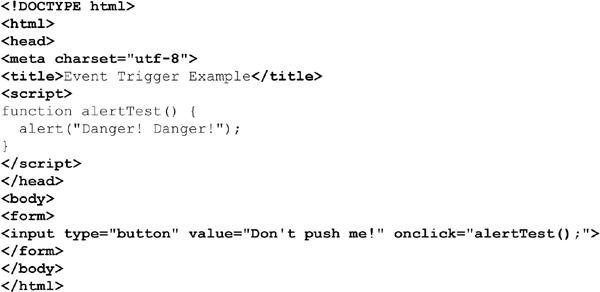 <!DOCTYPE html>
<html>
<head>
<meta charset="utf-8">
<title>Event Trigger Example</title>
<script>
function alertTest() {
  alert("Danger! Danger!");
}
</script>
</head>
<body>
<form>
<input type="button" value="Don't push me!" onclick="alertTest();">
</form>
</body>
</html>